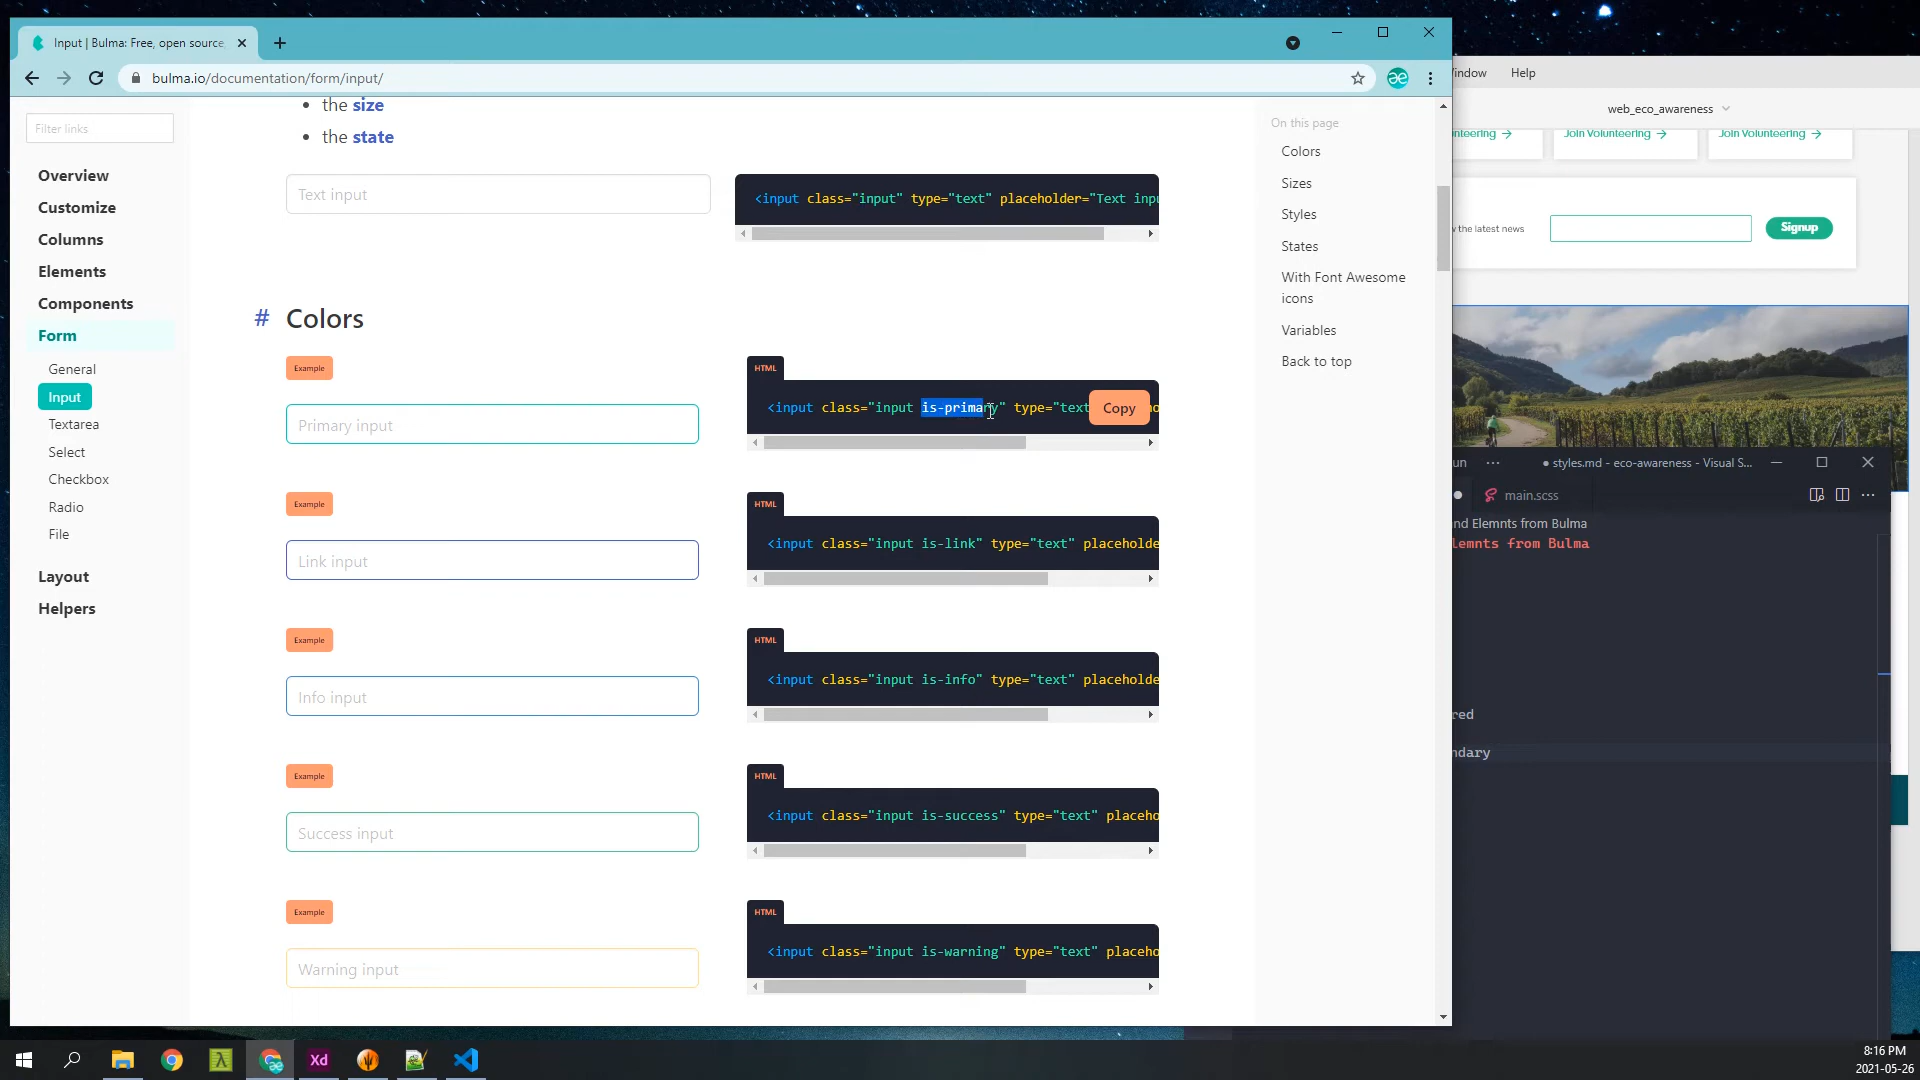 Input | Bulma: Free, open source,
bulma.io/documentation/form/input/
Filter links
Overview
Customize
Columns
Elements
Components
Form
General
Input
Textarea
Select
Checkbox
Radio
File
Layout
Helpers
the size
the state
Text input
<input class="input" type="text" placeholder="Text inpu
# Colors
Example
Primary input
HTML
<input class="input is-primary" type="text
Copy
Example
Link input
HTML
<input class="input is-link" type="text" placeholde
Example
Info input
HTML
<input class="input is-info" type="text" placeholde
Example
Success input
HTML
<input class="input is-success" type="text" placeho
Example
Warning input
HTML
<input class="input is-warning" type="text" placeho
On this page
Colors
Sizes
Styles
States
With Font Awesome
icons
Variables
Back to top
indow Help
web_eco_awareness
nteering → Join Volunteering → Join Volunteering →
the latest news
Signup
un ··· ● styles.md - eco-awareness - Visual S...
main.scss
nd Elemnts from Bulma
lemnts from Bulma
red
ndary
Xd
8:16 PM
2021-05-26